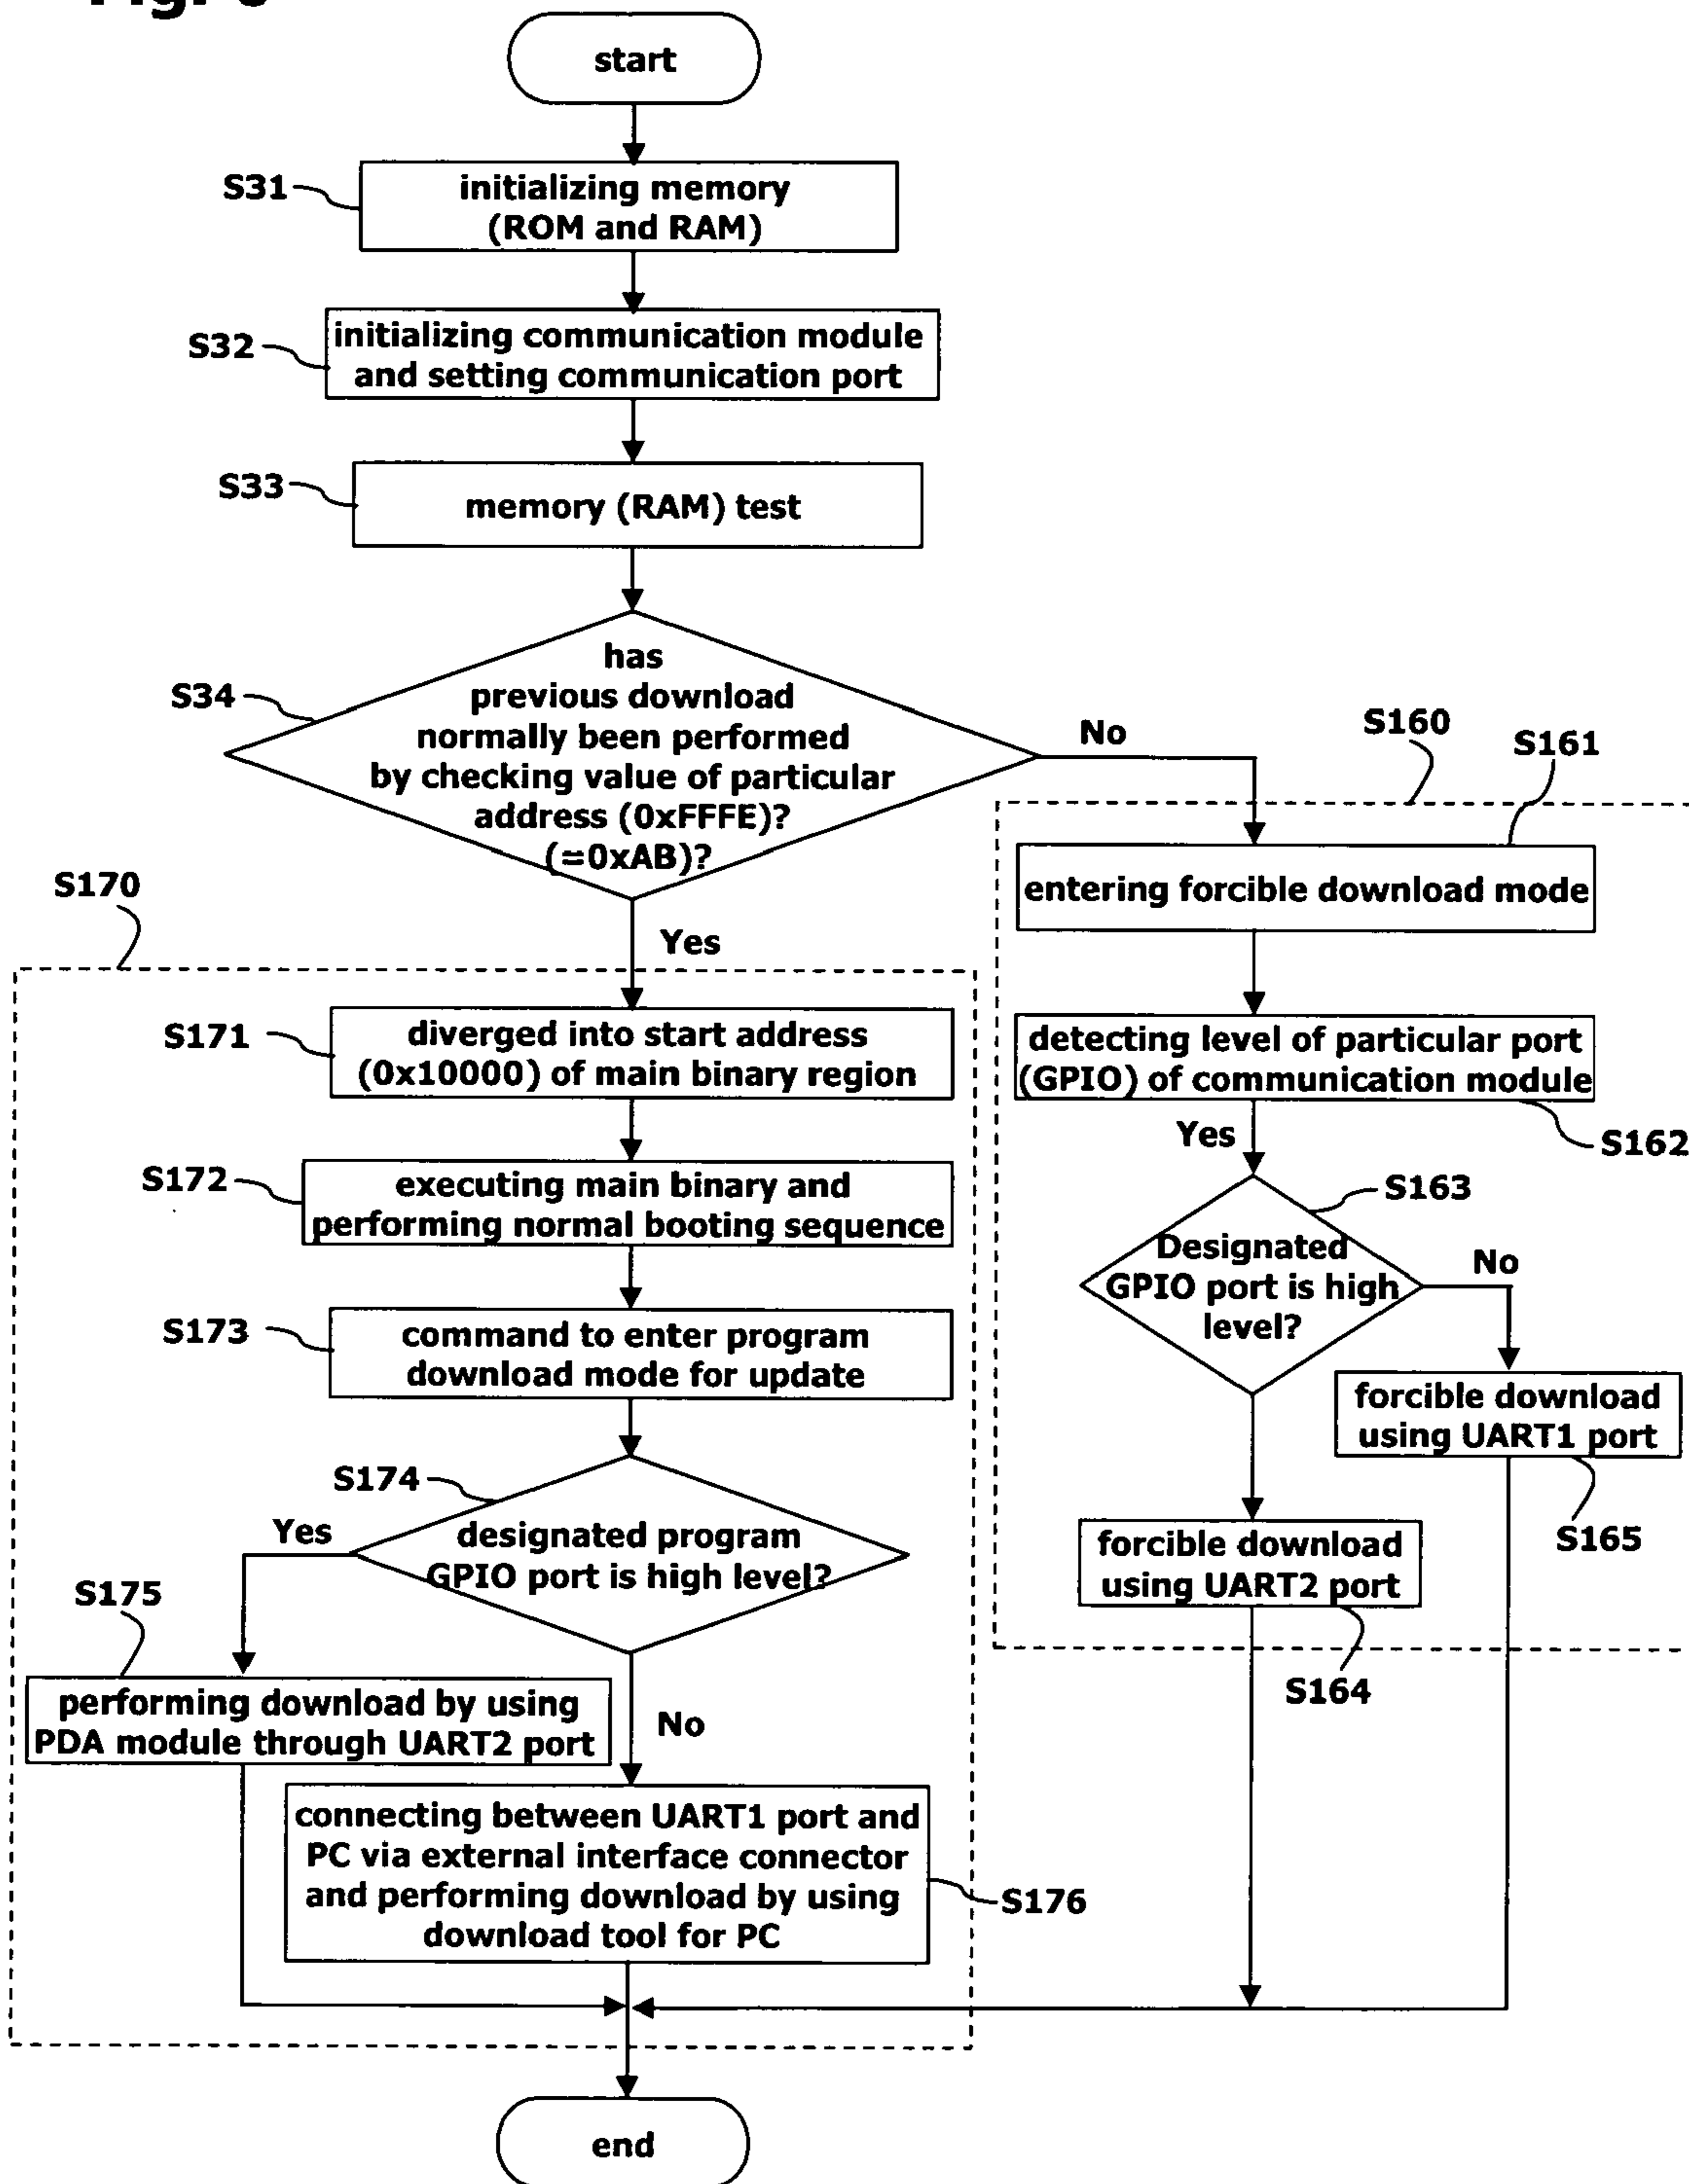 start
S31
initializing memory
(ROM and RAM)
S32
initializing communication module
and setting communication port
S33
memory (RAM) test
S34
has
previous download
normally been performed
by checking value of particular
address (0xFFFE)?
(=0xAB)?
No
S160
S161
entering forcible download mode
S170
Yes
S171
diverged into start address
(0x10000) of main binary region
detecting level of particular port
(GPIO) of communication module
S162
Yes
S172
executing main binary and
performing normal booting sequence
S163
Designated
GPIO port is high
level?
No
S173
command to enter program
download mode for update
forcible download
using UART1 port
S165
S174
Yes
designated program
GPIO port is high level?
forcible download
using UART2 port
S164
S175
performing download by using
PDA module through UART2 port
No
connecting between UART1 port and
PC via external interface connector
and performing download by using
download tool for PC
S176
end